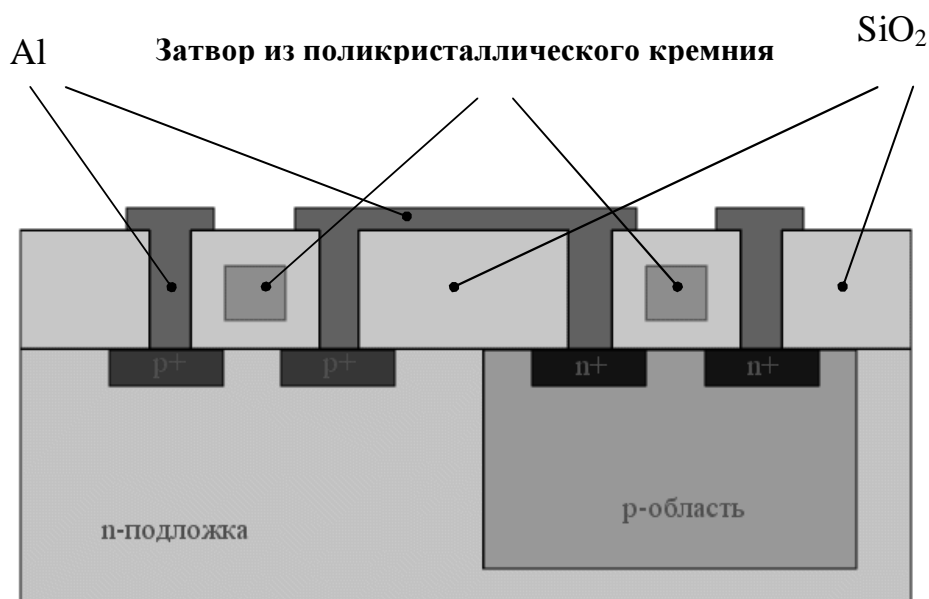 Al
Затвор из поликристаллического кремния
SiO₂
p+
p+
n+
n+
n-подложка
p-область